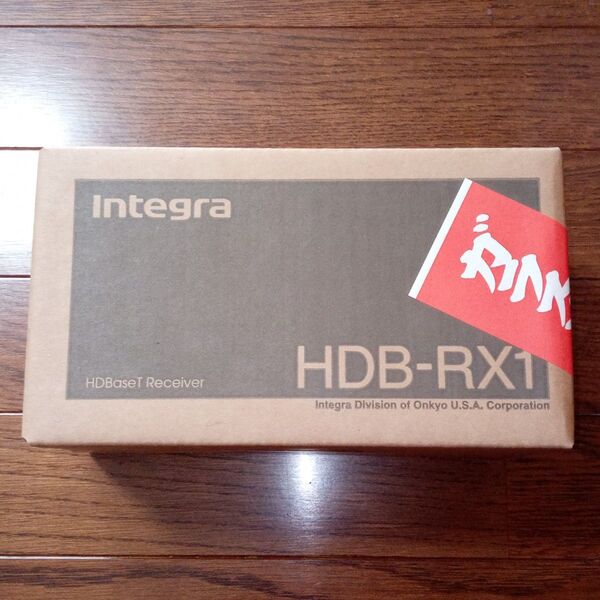 Integra
HDBaseT Receiver
HDB-RX1
Integra Division of Onkyo U.S.A. Corporation